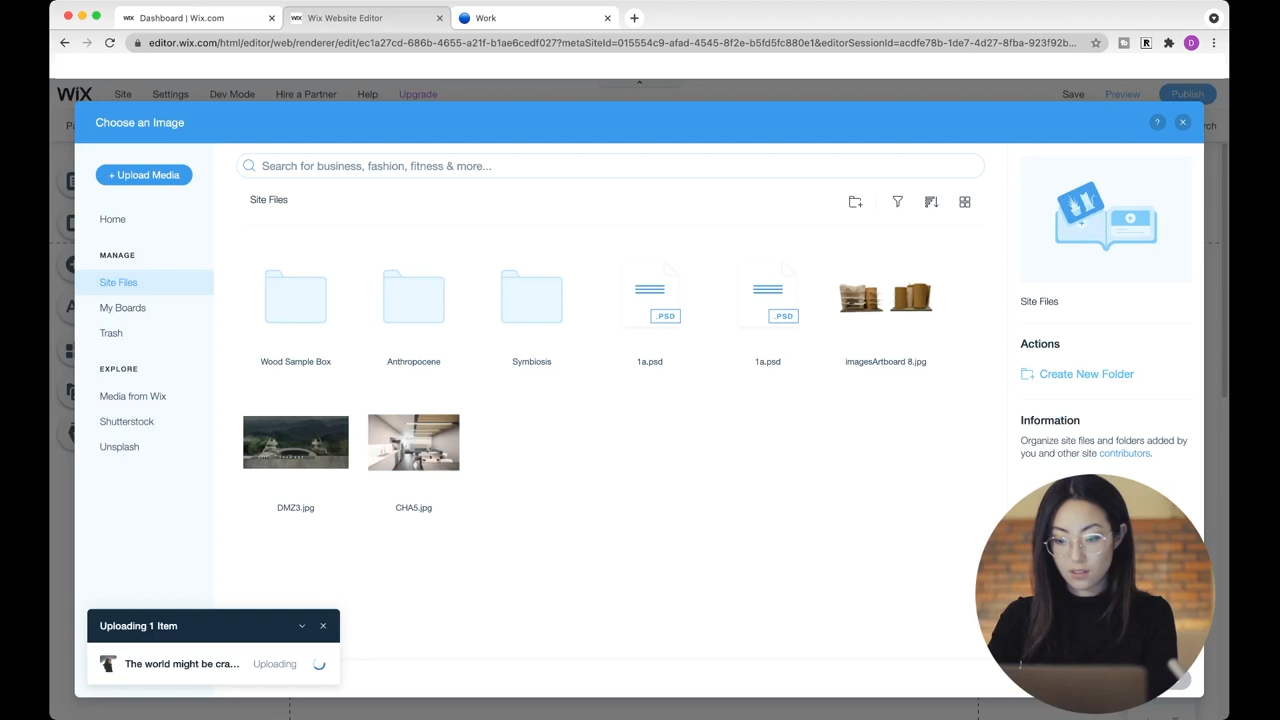 WiX Dashboard | Wix.com
WiX Wix Website Editor
Work
editor.wix.com/html/editor/web/renderer/edit/ec1a27cd-686b-4655-a21f-b1ae6cedf027?metaSiteId=015554c9-afad-4545-8f2e-b5fd5fc880e1&editorSessionId=acdfe78b-1de7-4d27-8fba-923f92b...
R
D
WiX Site Settings Dev Mode Hire a Partner Help Upgrade Save Preview Publish
Choose an Image
?
+ Upload Media
Search for business, fashion, fitness & more...
Home
Site Files
MANAGE
Site Files
My Boards
Trash
EXPLORE
Media from Wix
Shutterstock
Unsplash
.PSD
.PSD
Wood Sample Box
Anthropocene
Symbiosis
1a.psd
1a.psd
imagesArtboard 8.jpg
DMZ3.jpg
CHA5.jpg
Site Files
Actions
Create New Folder
Information
Organize site files and folders added by
you and other site contributors.
Uploading 1 Item
The world might be cra... Uploading